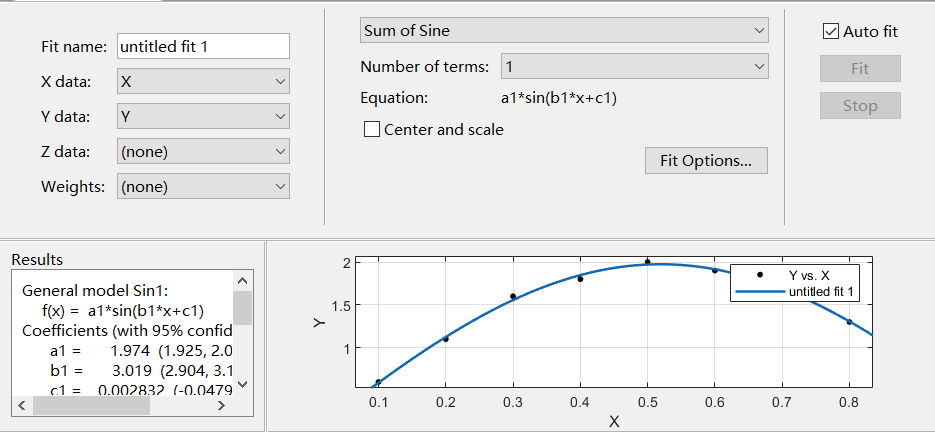 Fit name: untitled fit 1
X data: X
Y data: Y
Z data: (none)
Weights: (none)
Sum of Sine
Number of terms: 1
Equation: a1*sin(b1*x+c1)
Center and scale
Fit Options...
Auto fit
Fit
Stop
Results
General model Sin1:
f(x) = a1*sin(b1*x+c1)
Coefficients (with 95% confid
a1 = 1.974 (1.925, 2.0
b1 = 3.019 (2.904, 3.1
c1 = 0.002832 (-0.0479
Y vs. X
untitled fit 1
2
1.5
1
Y
0.1 0.2 0.3 0.4 0.5 0.6 0.7 0.8
X